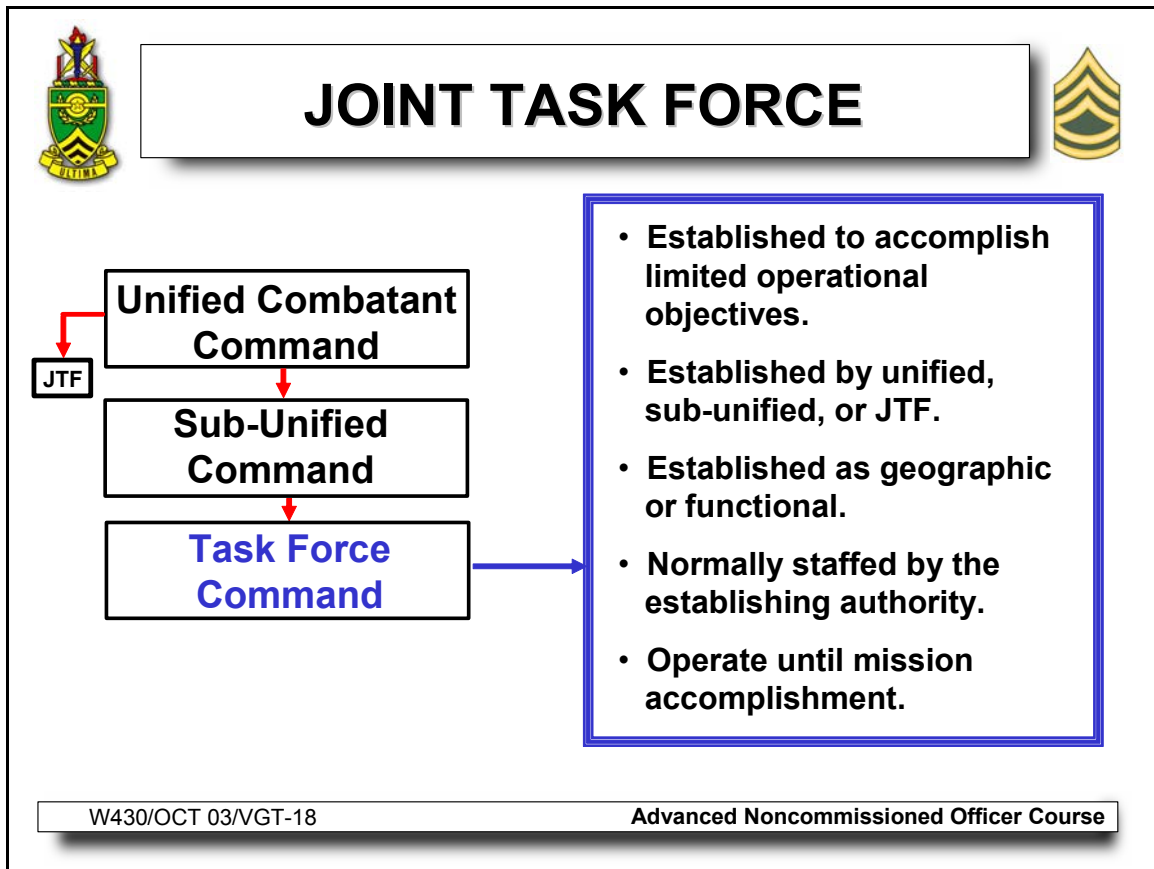 JOINT TASK FORCE
ULTIMA
Unified Combatant
Command
JTF
Sub-Unified
Command
Task Force
Command
• Established to accomplish
limited operational
objectives.
• Established by unified,
sub-unified, or JTF.
• Established as geographic
or functional.
• Normally staffed by the
establishing authority.
• Operate until mission
accomplishment.
W430/OCT 03/VGT-18
Advanced Noncommissioned Officer Course